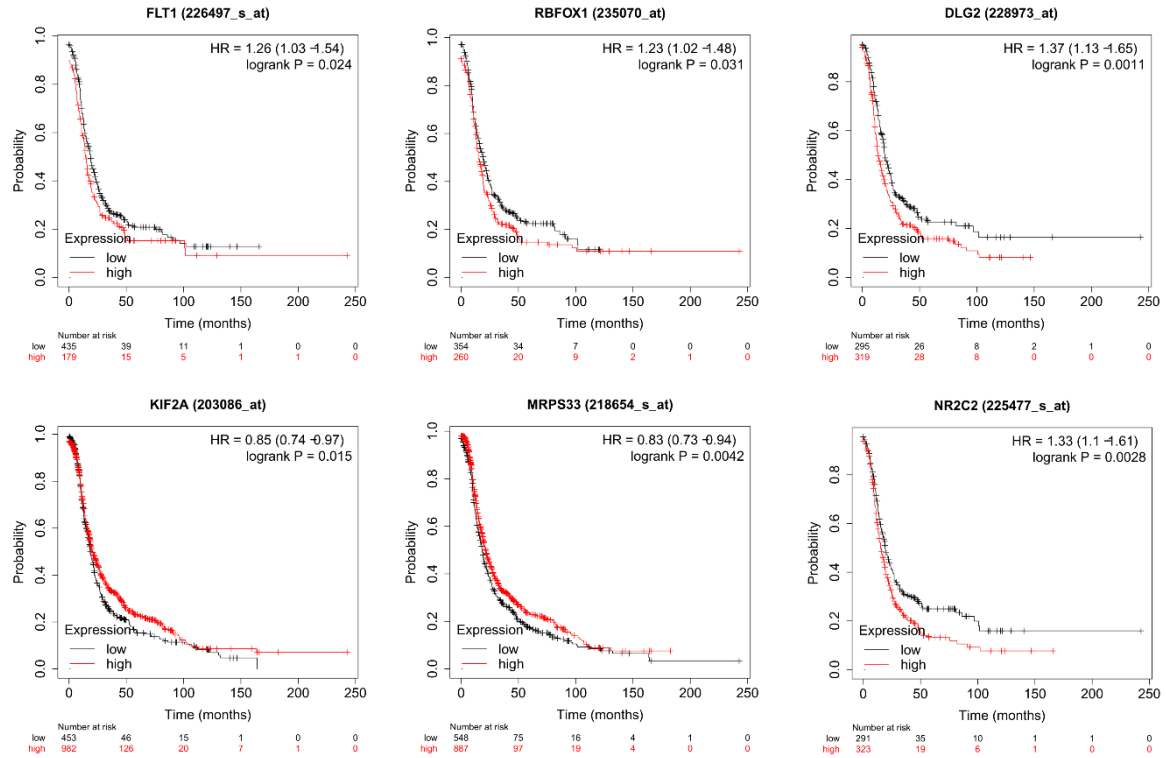 FLT1 (226497_s_at)
HR = 1.26 (1.03 -1.54)
logrank P = 0.024
Probability
0.0 0.2 0.4 0.6 0.8 1.0
Expression
low
high
0 50 100 150 200 250
Time (months)
Number at risk
low 435 39 11 1 0 0
high 179 15 5 1 1 0
RBFOX1 (235070_at)
HR = 1.23 (1.02 -1.48)
logrank P = 0.031
Probability
0.0 0.2 0.4 0.6 0.8 1.0
Expression
low
high
0 50 100 150 200 250
Time (months)
Number at risk
low 354 34 7 0 0 0
high 260 20 9 2 1 0
DLG2 (228973_at)
HR = 1.37 (1.13 -1.65)
logrank P = 0.0011
Probability
0.0 0.2 0.4 0.6 0.8 1.0
Expression
low
high
0 50 100 150 200 250
Time (months)
Number at risk
low 295 26 8 2 1 0
high 319 28 8 0 0 0
KIF2A (203086_at)
HR = 0.85 (0.74 -0.97)
logrank P = 0.015
Probability
0.0 0.2 0.4 0.6 0.8 1.0
Expression
low
high
0 50 100 150 200 250
Time (months)
Number at risk
low 453 46 15 1 0 0
high 982 126 20 7 1 0
MRPS33 (218654_s_at)
HR = 0.83 (0.73 -0.94)
logrank P = 0.0042
Probability
0.0 0.2 0.4 0.6 0.8 1.0
Expression
low
high
0 50 100 150 200 250
Time (months)
Number at risk
low 548 75 16 4 1 0
high 887 97 19 4 0 0
NR2C2 (225477_s_at)
HR = 1.33 (1.1 -1.61)
logrank P = 0.0028
Probability
0.0 0.2 0.4 0.6 0.8 1.0
Expression
low
high
0 50 100 150 200 250
Time (months)
Number at risk
low 291 35 10 1 1 0
high 323 19 6 1 0 0